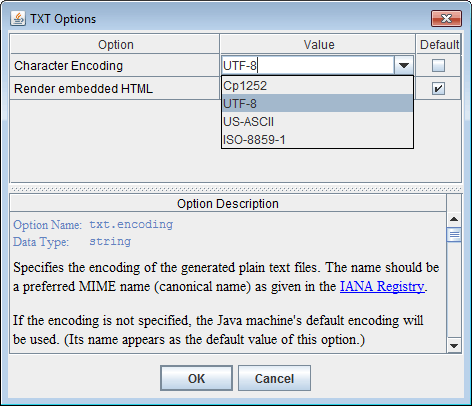 TXT Options
Option Value Default
Character Encoding UTF-8
Render embedded HTML
Cp1252
UTF-8
US-ASCII
ISO-8859-1
Option Description
Option Name: txt.encoding
Data Type: string
Specifies the encoding of the generated plain text files. The name should be
a preferred MIME name (canonical name) as given in the IANA Registry.
If the encoding is not specified, the Java machine's default encoding will
be used. (Its name appears as the default value of this option.)
OK Cancel